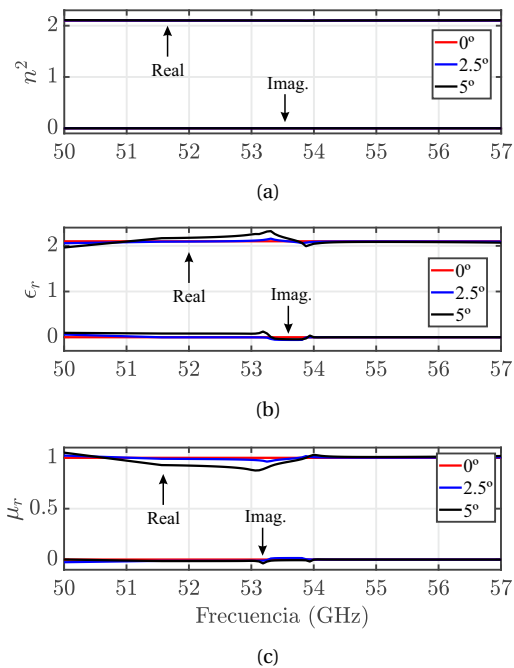 2
1
0
n²
Real
Imag.
0º
2.5º
5º
50 51 52 53 54 55 56 57
(a)
2
1
0
ϵr
Real
Imag.
0º
2.5º
5º
50 51 52 53 54 55 56 57
(b)
1
0.5
0
μr
Real
Imag.
0º
2.5º
5º
50 51 52 53 54 55 56 57
Frecuencia (GHz)
(c)